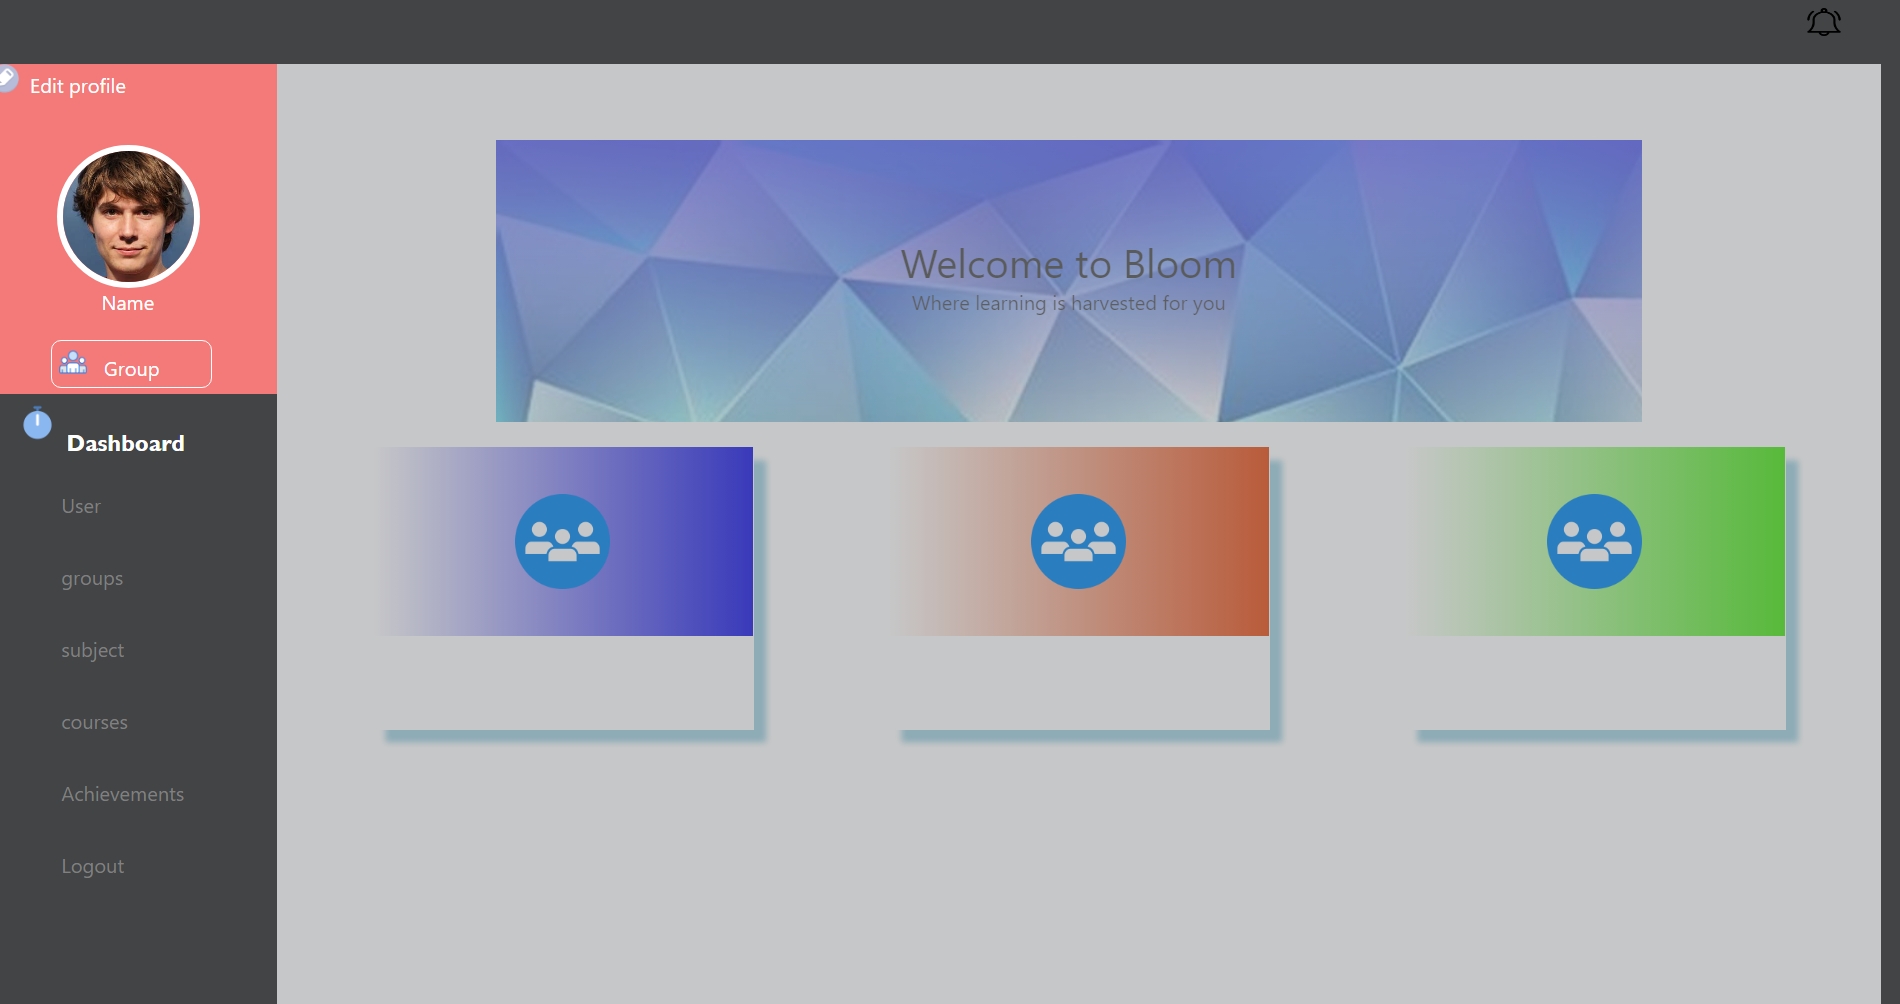 Edit profile
Name
Group
Dashboard
User
groups
subject
courses
Achievements
Logout
Welcome to Bloom
Where learning is harvested for you